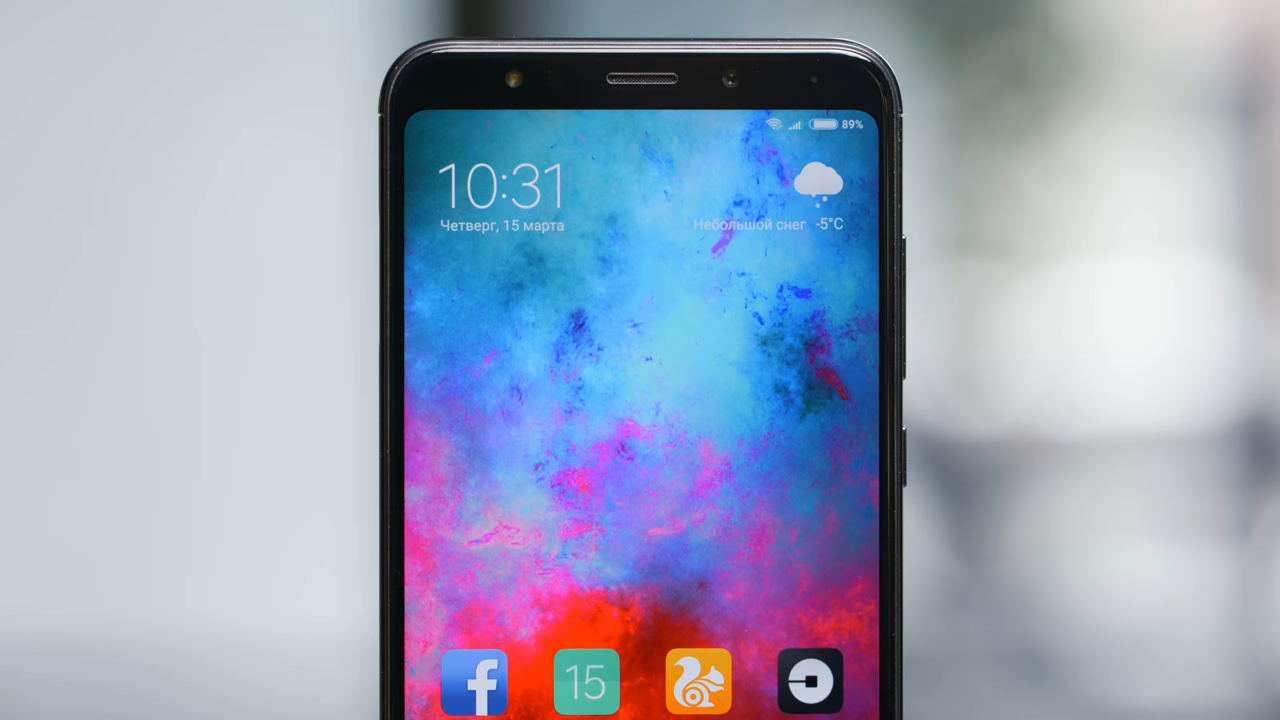 89%
10:31
Четверг, 15 марта
Небольшой снег -5°C
f
15